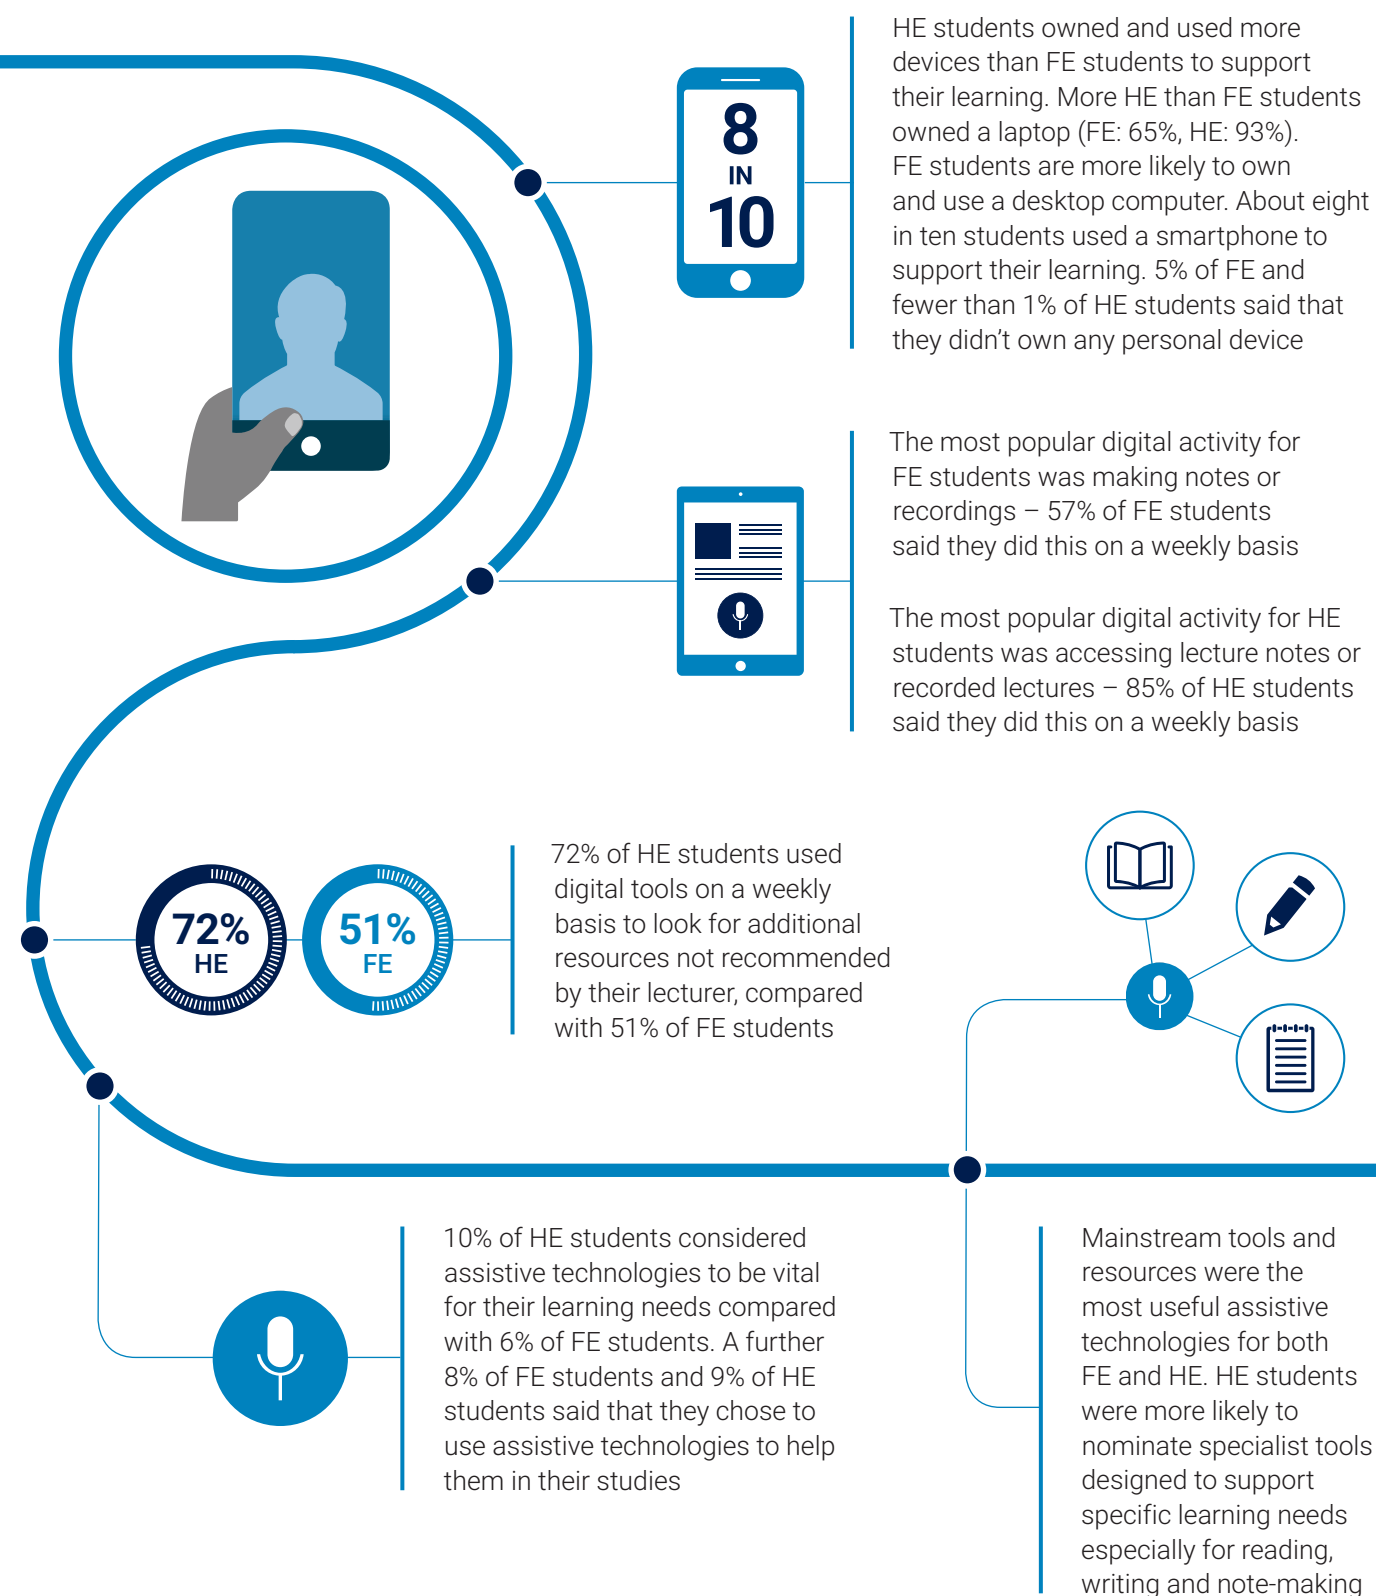 8
IN
10
HE students owned and used more
devices than FE students to support
their learning. More HE than FE students
owned a laptop (FE: 65%, HE: 93%).
FE students are more likely to own
and use a desktop computer. About eight
in ten students used a smartphone to
support their learning. 5% of FE and
fewer than 1% of HE students said that
they didn’t own any personal device
The most popular digital activity for
FE students was making notes or
recordings – 57% of FE students
said they did this on a weekly basis
The most popular digital activity for HE
students was accessing lecture notes or
recorded lectures – 85% of HE students
said they did this on a weekly basis
72%
HE
51%
FE
72% of HE students used
digital tools on a weekly
basis to look for additional
resources not recommended
by their lecturer, compared
with 51% of FE students
10% of HE students considered
assistive technologies to be vital
for their learning needs compared
with 6% of FE students. A further
8% of FE students and 9% of HE
students said that they chose to
use assistive technologies to help
them in their studies
Mainstream tools and
resources were the
most useful assistive
technologies for both
FE and HE. HE students
were more likely to
nominate specialist tools
designed to support
specific learning needs
especially for reading,
writing and note-making